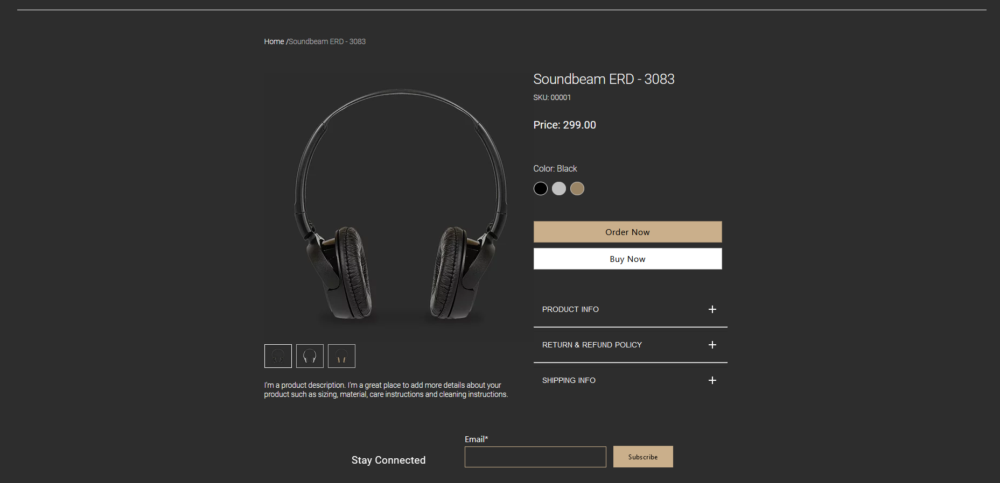 Home /Soundbeam ERD - 3083
Soundbeam ERD - 3083
SKU: 00001
Price: 299.00
Color: Black
Order Now
Buy Now
PRODUCT INFO
RETURN & REFUND POLICY
SHIPPING INFO
I'm a product description. I'm a great place to add more details about your
product such as sizing, material, care instructions and cleaning instructions.
Email*
Stay Connected
Subscribe